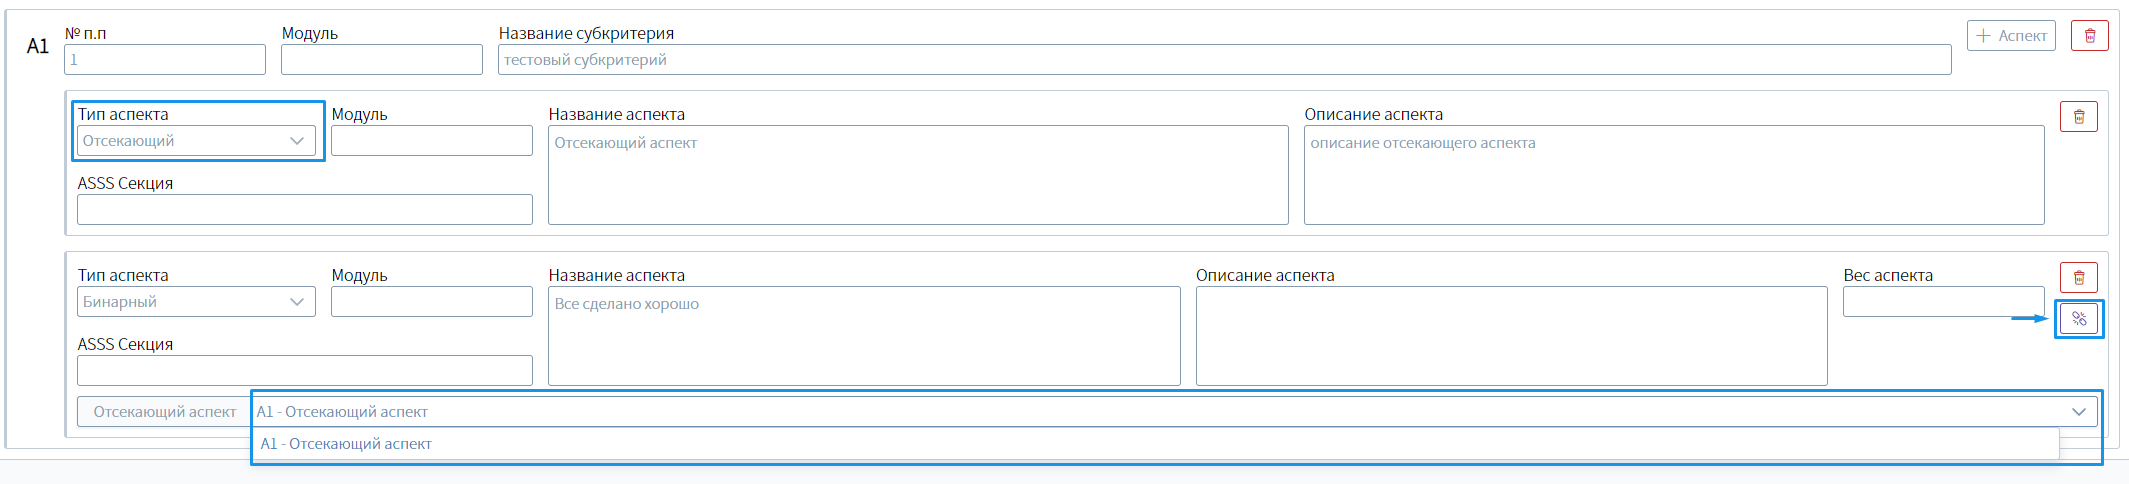 A1
№ п.п
Модуль
Название субкритерия
1
тестовый субкритерий
Аспект
Тип аспекта
Модуль
Название аспекта
Описание аспекта
Отсекающий
Отсекающий аспект
описание отсекающего аспекта
ASSS Секция
Тип аспекта
Модуль
Название аспекта
Описание аспекта
Вес аспекта
Бинарный
Все сделано хорошо
ASSS Секция
Отсекающий аспект
A1 - Отсекающий аспект
A1 - Отсекающий аспект